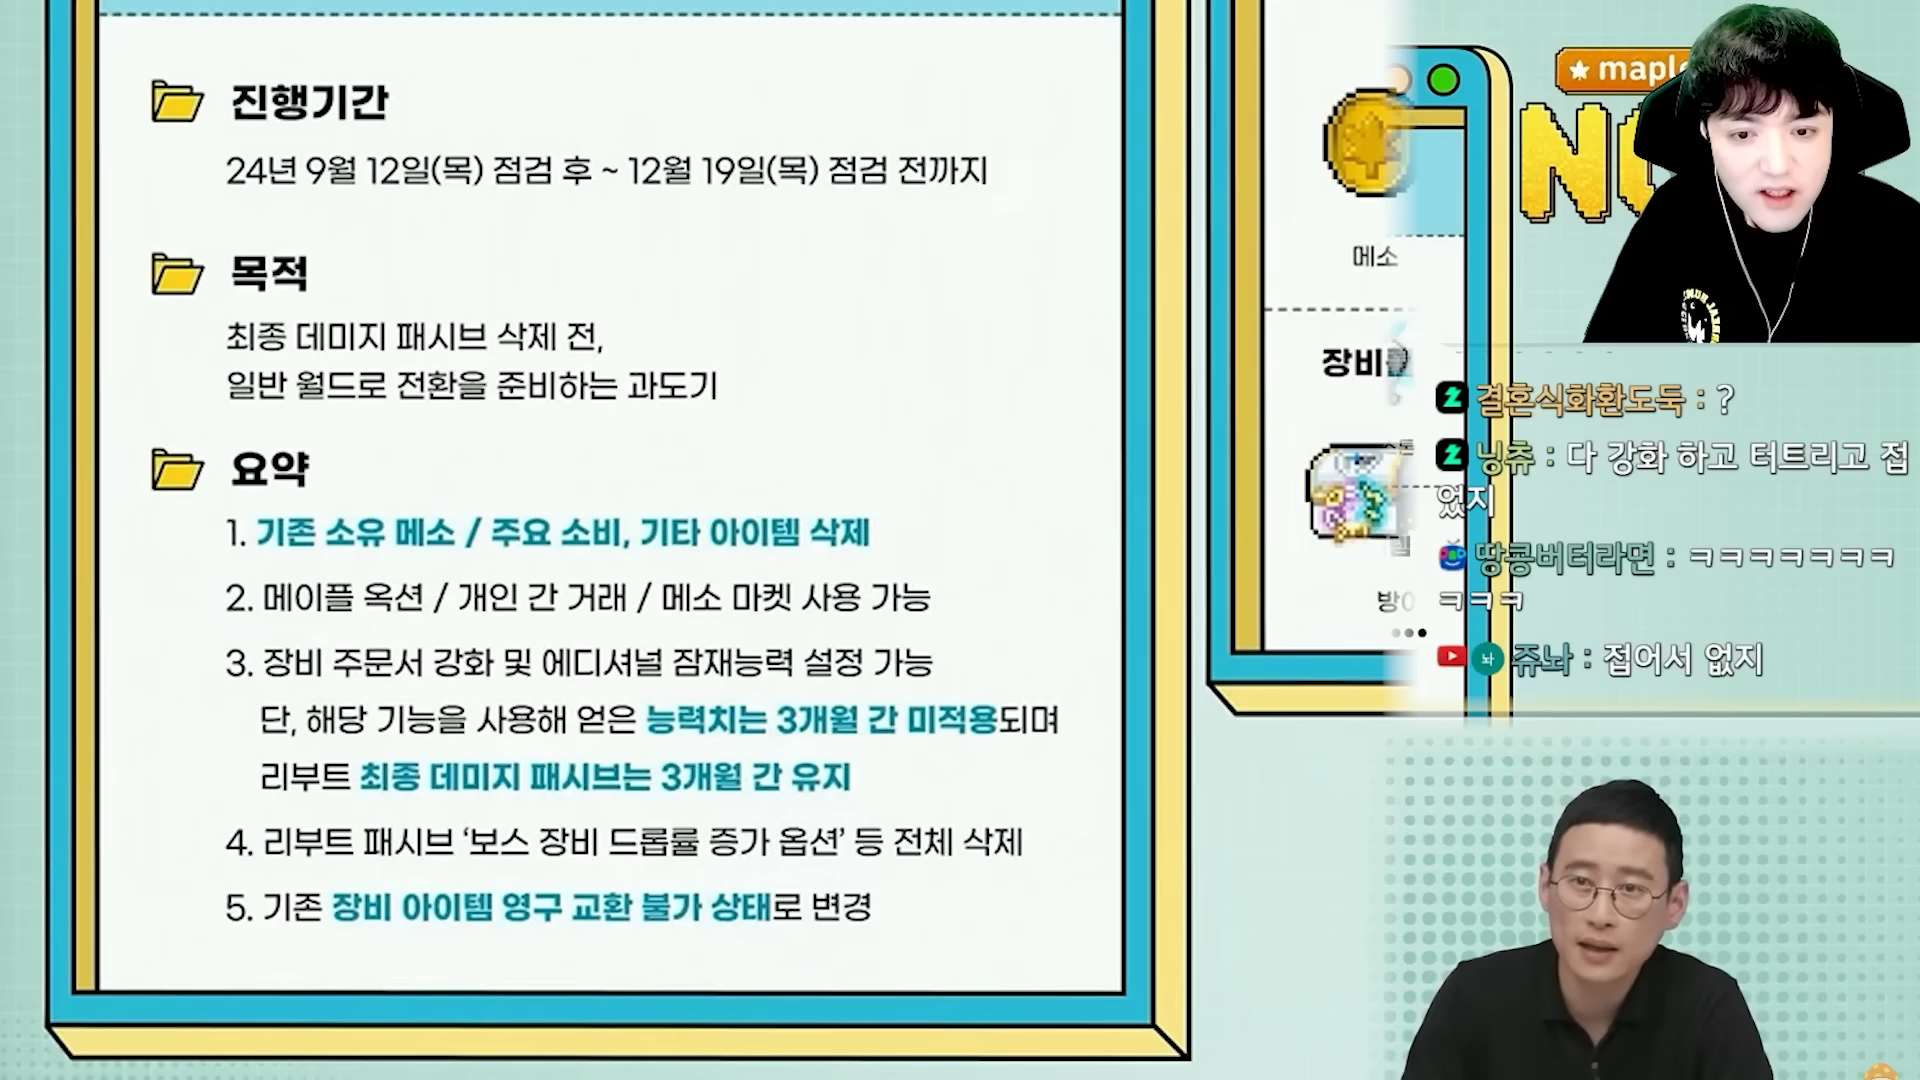 진행기간
24년 9월 12일(목) 점검 후 ~ 12월 19일(목) 점검 전까지
목적
최종 데미지 패시브 삭제 전,
일반 월드로 전환을 준비하는 과도기
요약
1. 기존 소유 메소 / 주요 소비, 기타 아이템 삭제
2. 메이플 옥션 / 개인 간 거래 / 메소 마켓 사용 가능
3. 장비 주문서 강화 및 에디셔널 잠재능력 설정 가능
단, 해당 기능을 사용해 얻은 능력치는 3개월 간 미적용되며
리부트 최종 데미지 패시브는 3개월 간 유지
4. 리부트 패시브 ‘보스 장비 드롭률 증가 옵션’ 등 전체 삭제
5. 기존 장비 아이템 영구 교환 불가 상태로 변경
메소
장비
maple
결혼식화환도둑 : ?
닝츄 : 다 강화 하고 터트리고 접
었지
땅콩버터라면 : ㅋㅋㅋㅋㅋㅋㅋ
ㅋㅋㅋ
쥬놔 : 접어서 없지